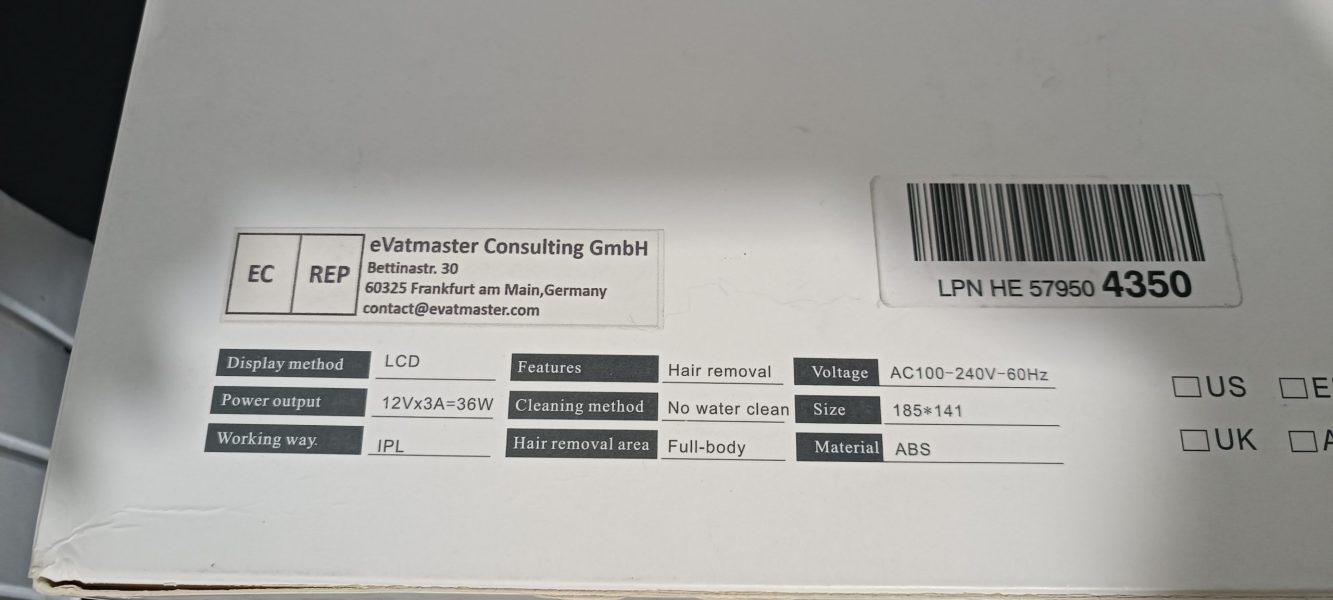 EC REP
eVatmaster Consulting GmbH
Bettinastr. 30
60325 Frankfurt am Main,Germany
contact@evatmaster.com
LPN HE 57950 4350
Display method LCD Features Hair removal Voltage AC100-240V-60Hz
Power output 12Vx3A=36W Cleaning method No water clean Size 185*141
Working way. IPL Hair removal area Full-body Material ABS
US
UK